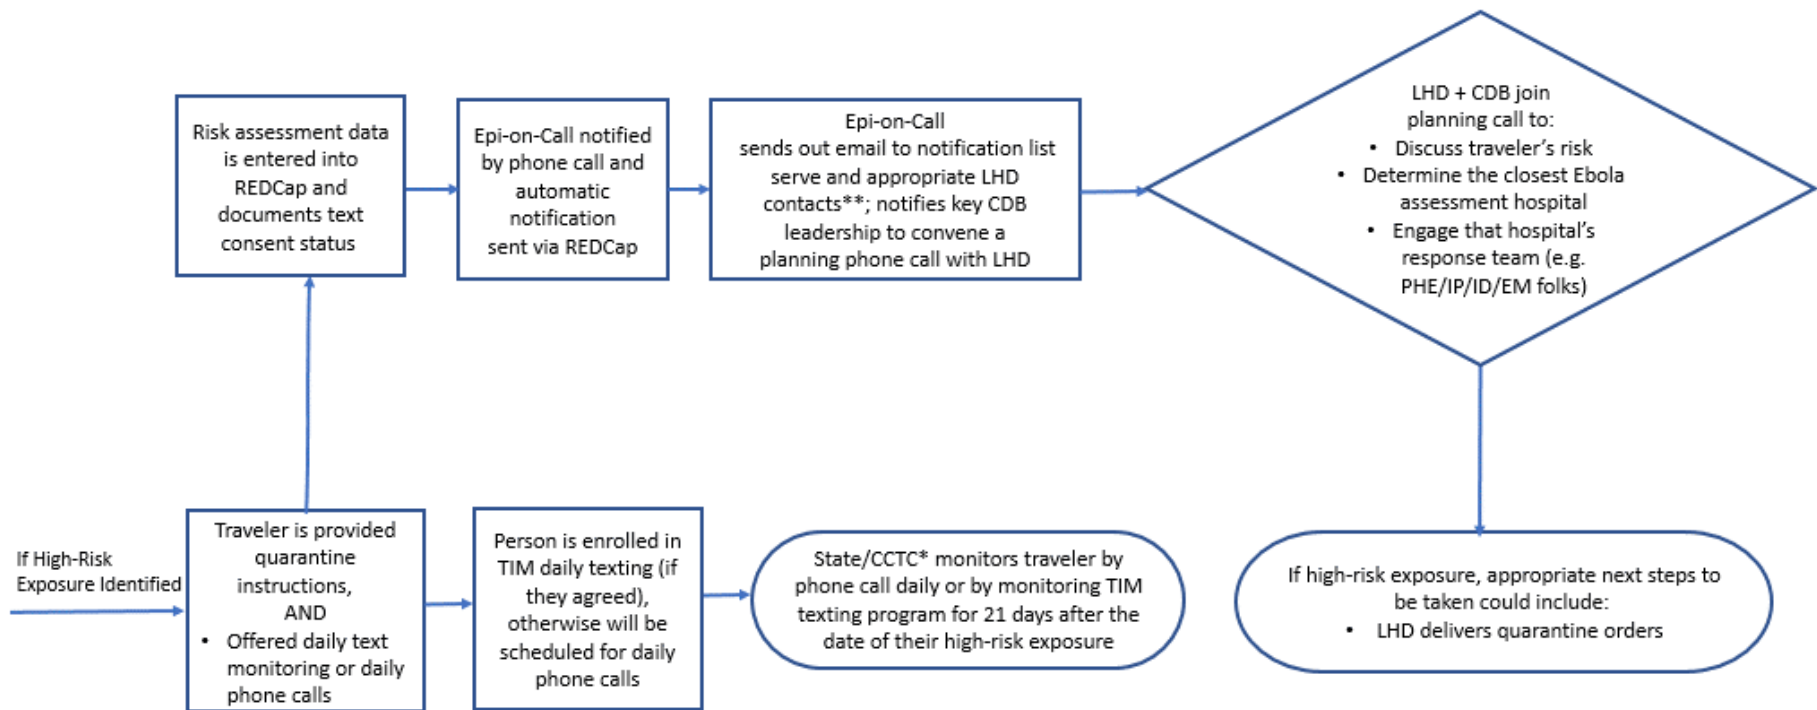 Risk assessment data
is entered into
REDCap and
documents text
consent status
Epi-on-Call notified
by phone call and
automatic
notification
sent via REDCap
Epi-on-Call
sends out email to notification list
serve and appropriate LHD
contacts**; notifies key CDB
leadership to convene a
planning phone call with LHD
LHD + CDB join
planning call to:
• Discuss traveler's risk
• Determine the closest Ebola
assessment hospital
• Engage that hospital's
response team (e.g.
PHE/IP/ID/EM folks)
If High-Risk
Exposure Identified
Traveler is provided
quarantine
instructions,
AND
• Offered daily text
monitoring or daily
phone calls
Person is enrolled in
TIM daily texting (if
they agreed),
otherwise will be
scheduled for daily
phone calls
State/CCTC* monitors traveler by
phone call daily or by monitoring TIM
texting program for 21 days after the
date of their high-risk exposure
If high-risk exposure, appropriate next steps to
be taken could include:
• LHD delivers quarantine orders